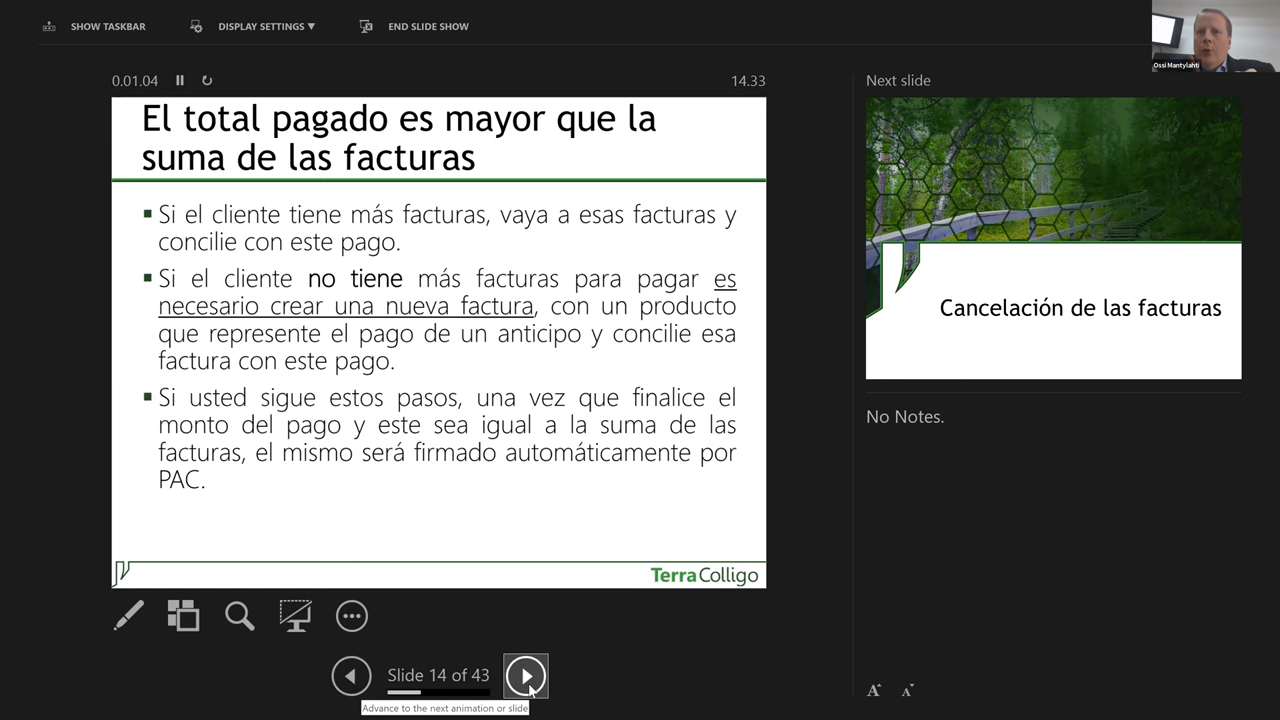 SHOW TASKBAR
DISPLAY SETTINGS ▼
END SLIDE SHOW
Ossi Mantylahti
0.01.04
14.33
El total pagado es mayor que la
suma de las facturas
▪ Si el cliente tiene más facturas, vaya a esas facturas y
concilie con este pago.
▪ Si el cliente no tiene más facturas para pagar es
necesario crear una nueva factura, con un producto
que represente el pago de un anticipo y concilie esa
factura con este pago.
▪ Si usted sigue estos pasos, una vez que finalice el
monto del pago y este sea igual a la suma de las
facturas, el mismo será firmado automáticamente por
PAC.
TerraColligo
Slide 14 of 43
Advance to the next animation or slide
Next slide
Cancelación de las facturas
No Notes.
A A